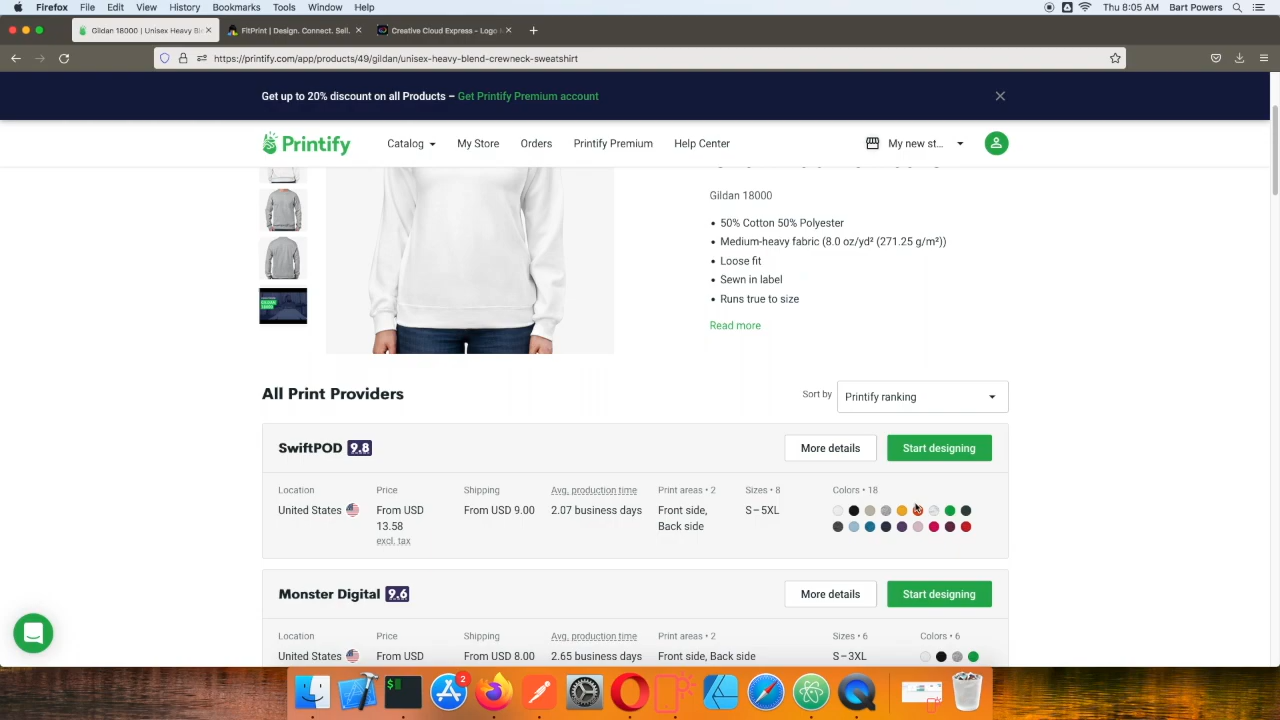 Firefox File Edit View History Bookmarks Tools Window Help Thu 8:05 AM Bart Powers
Gildan 18000 | Unisex Heavy Ble FitPrint | Design. Connect. Sell. Creative Cloud Express - Logo
https://printify.com/app/products/49/gildan/unisex-heavy-blend-crewneck-sweatshirt
Get up to 20% discount on all Products – Get Printify Premium account
Printify Catalog My Store Orders Printify Premium Help Center My new st...
Gildan 18000
• 50% Cotton 50% Polyester
• Medium-heavy fabric (8.0 oz/yd² (271.25 g/m²))
• Loose fit
• Sewn in label
• Runs true to size
Read more
All Print Providers
Sort by Printify ranking
SwiftPOD 9.8 More details Start designing
Location Price Shipping Avg. production time Print areas • 2 Sizes • 8 Colors • 18
United States From USD From USD 9.00 2.07 business days Front side, S–5XL
13.58 Back side
excl. tax
Monster Digital 9.6 More details Start designing
Location Price Shipping Avg. production time Print areas • 2 Sizes • 6 Colors • 6
United States From USD From USD 8.00 2.65 business days Front side, Back side S–3XL
$
2